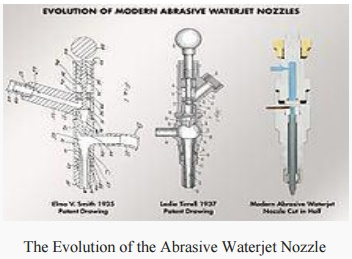 EVOLUTION OF MODERN ABRASIVE WATERJET NOZZLES
Elmo V. Smith 1935
Patent Drawing
Leslie Tirrell 1937
Patent Drawing
Modern Abrasive Waterjet
Nozzle Cut in Half
The Evolution of the Abrasive Waterjet Nozzle